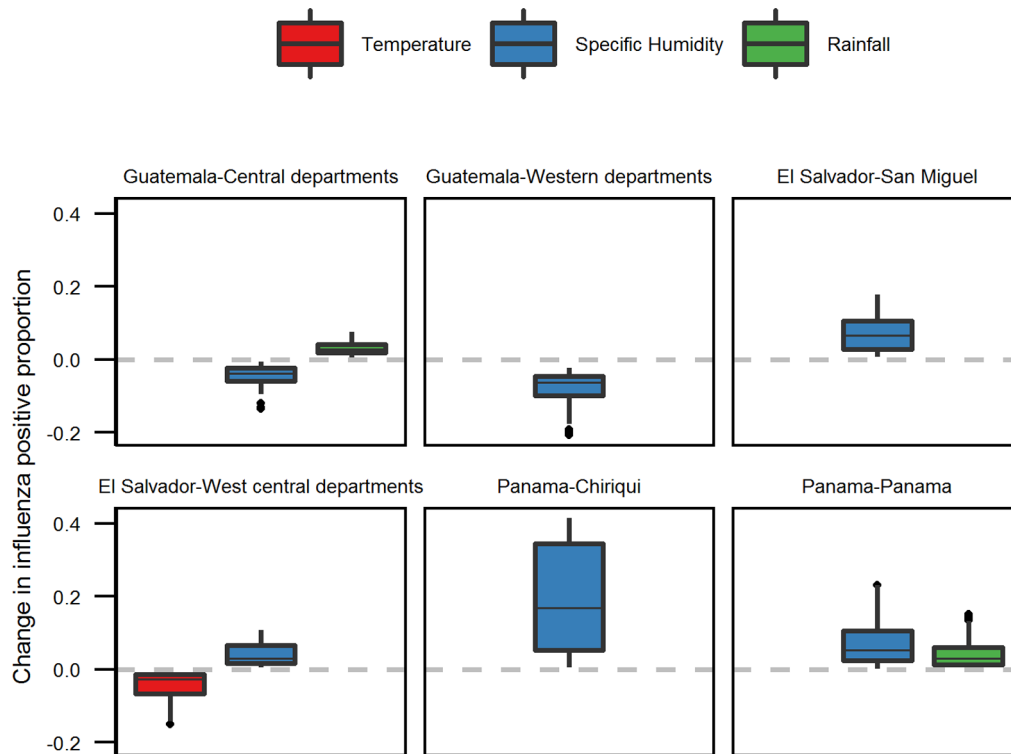 Temperature Specific Humidity Rainfall
Guatemala-Central departments Guatemala-Western departments El Salvador-San Miguel
0.4
0.2
0.0
-0.2
Change in influenza positive proportion
El Salvador-West central departments Panama-Chiriqui Panama-Panama
0.4
0.2
0.0
-0.2